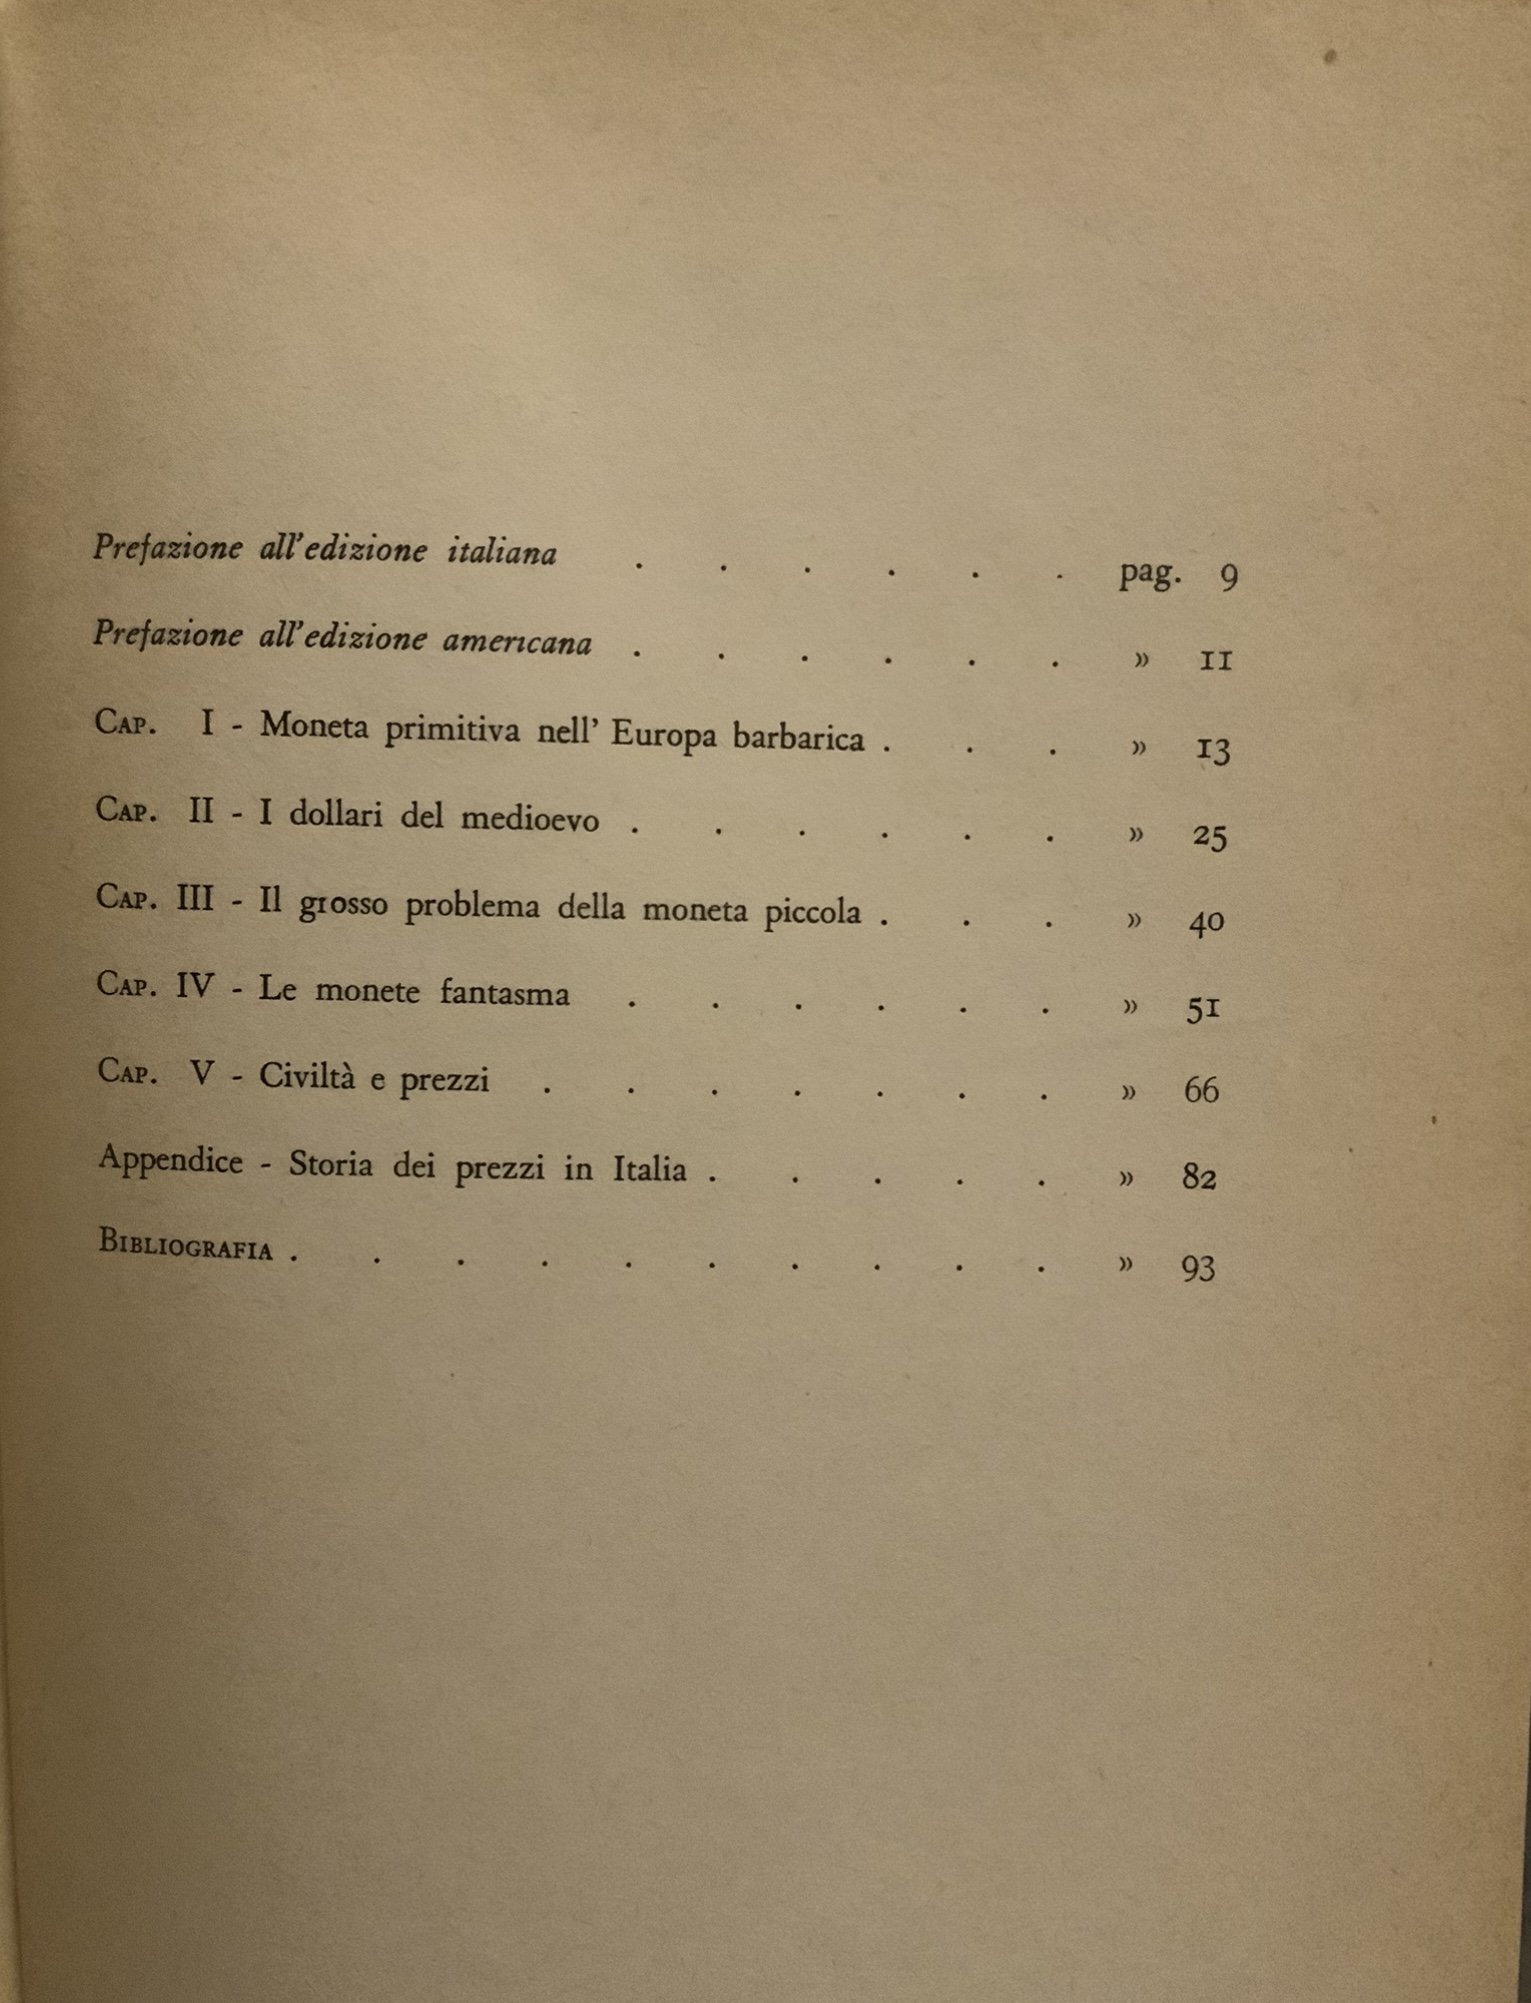 Prefazione all'edizione italiana . . . . . . pag. 9
Prefazione all'edizione americana . . . . . . » 11
Cap. I - Moneta primitiva nell' Europa barbarica . . . » 13
Cap. II - I dollari del medioevo . . . . . . » 25
Cap. III - Il grosso problema della moneta piccola . . . » 40
Cap. IV - Le monete fantasma . . . . . . » 51
Cap. V - Civiltà e prezzi . . . . . . . » 66
Appendice - Storia dei prezzi in Italia . . . . . » 82
Bibliografia . . . . . . . . . . » 93